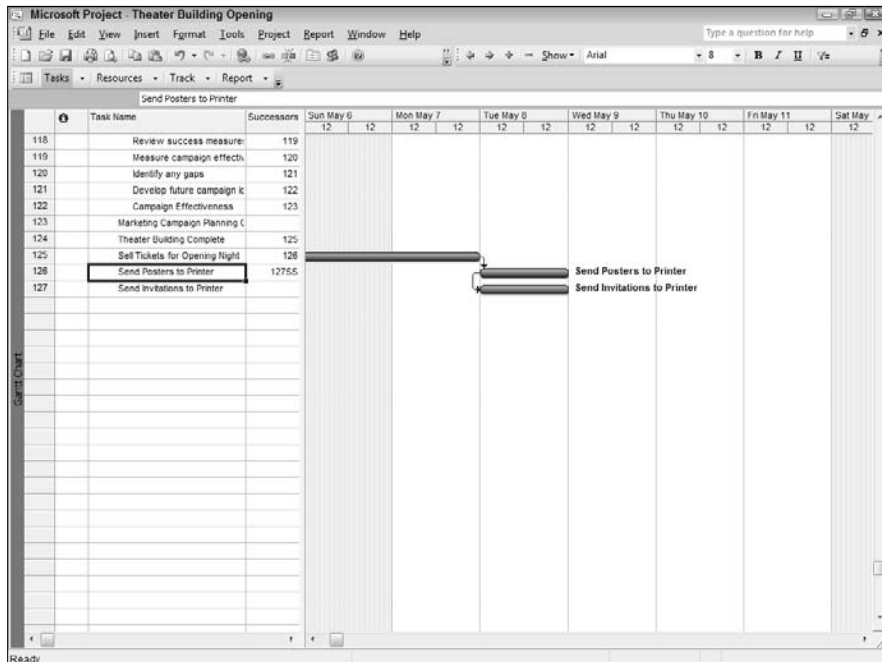 Microsoft Project - Theater Building Opening
File Edit View Insert Format Tools Project Report Window Help
Type a question for help
Show Arial 8 B I U
Tasks Resources Track Report
Send Posters to Printer
Task Name Successors Sun May 6 Mon May 7 Tue May 8 Wed May 9 Thu May 10 Fri May 11 Sat May
12 12 12 12 12 12 12 12 12 12 12 12 12
118 Review success measure 119
119 Measure campaign effectiv 120
120 Identify any gaps 121
121 Develop future campaign ic 122
122 Campaign Effectiveness 123
123 Marketing Campaign Planning C
124 Theater Building Complete 125
125 Sell Tickets for Opening Night 126
126 Send Posters to Printer 127SS Send Posters to Printer
127 Send Invitations to Printer Send Invitations to Printer
Gantt Chart
Ready